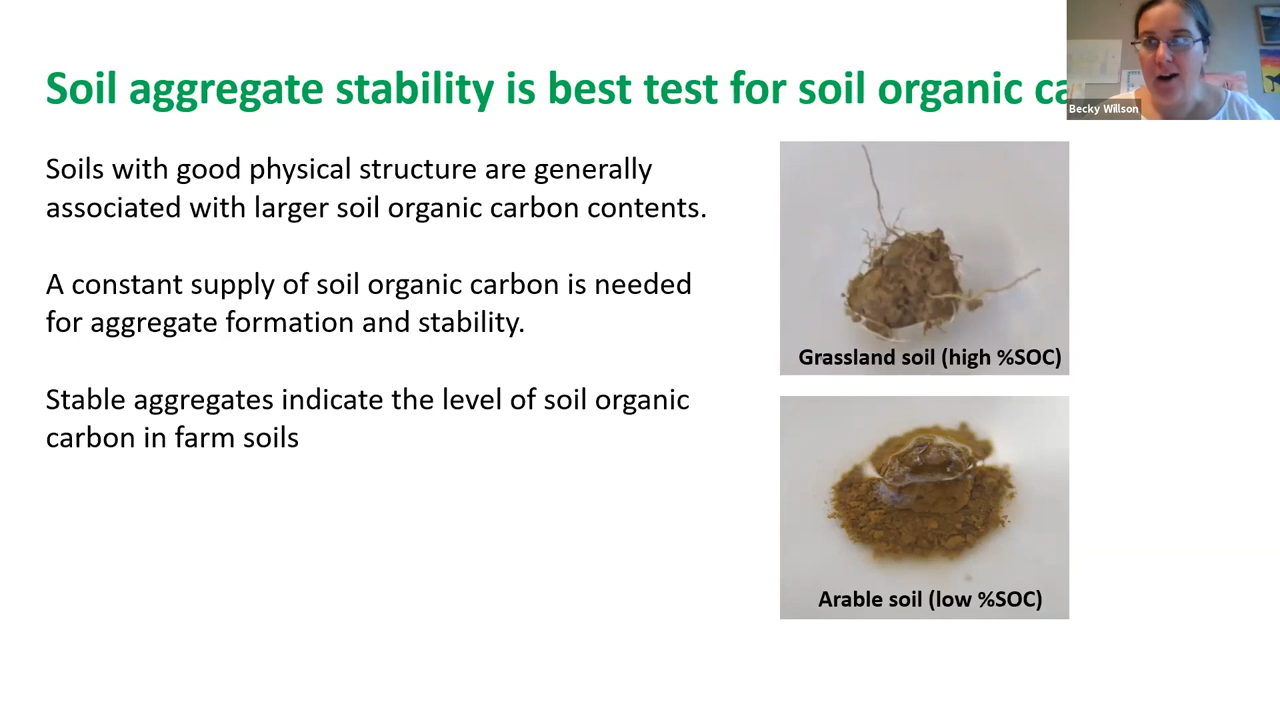 Soil aggregate stability is best test for soil organic
Becky Willson
Soils with good physical structure are generally
associated with larger soil organic carbon contents.
A constant supply of soil organic carbon is needed
for aggregate formation and stability.
Stable aggregates indicate the level of soil organic
carbon in farm soils
Grassland soil (high %SOC)
Arable soil (low %SOC)